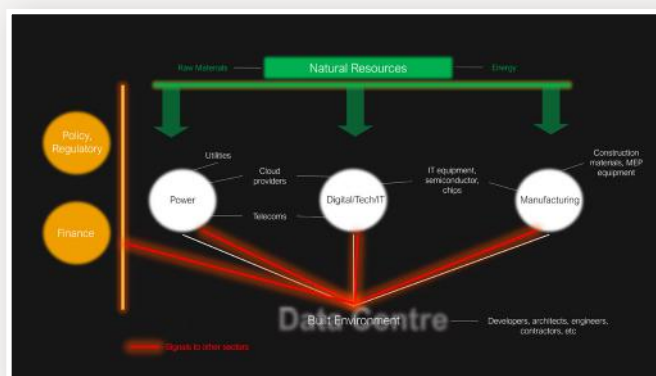 Natural Resources
Raw Materials
Energy
Policy,
Regulatory
Finance
Utilities
Cloud
providers
Telecoms
Power
Digital/Tech/IT
IT equipment,
semiconductor,
chips
Manufacturing
Construction
materials, MEP
equipment
Data Centre
Built Environment
Developers, architects, engineers,
contractors, etc
Signals to other sectors